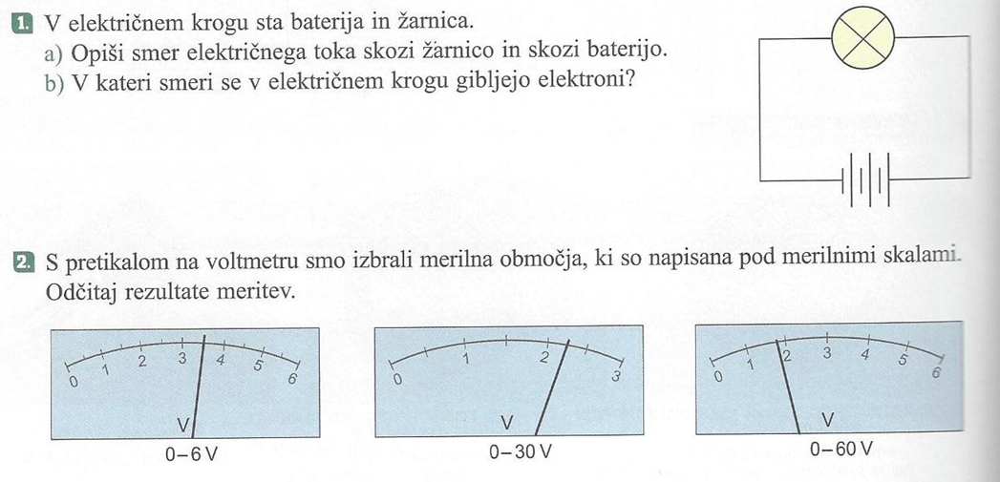 1. V električnem krogu sta baterija in žarnica.
a) Opiši smer električnega toka skozi žarnico in skozi baterijo.
b) V kateri smeri se v električnem krogu gibljejo elektroni?
2. S pretikalom na voltmetru smo izbrali merilna območja, ki so napisana pod merilnimi skalami.
Odčitaj rezultate meritev.
0 1 2 3 4 5 6
V
0–6 V
0 1 2 3
V
0–30 V
0 1 2 3 4 5 6
V
0–60 V